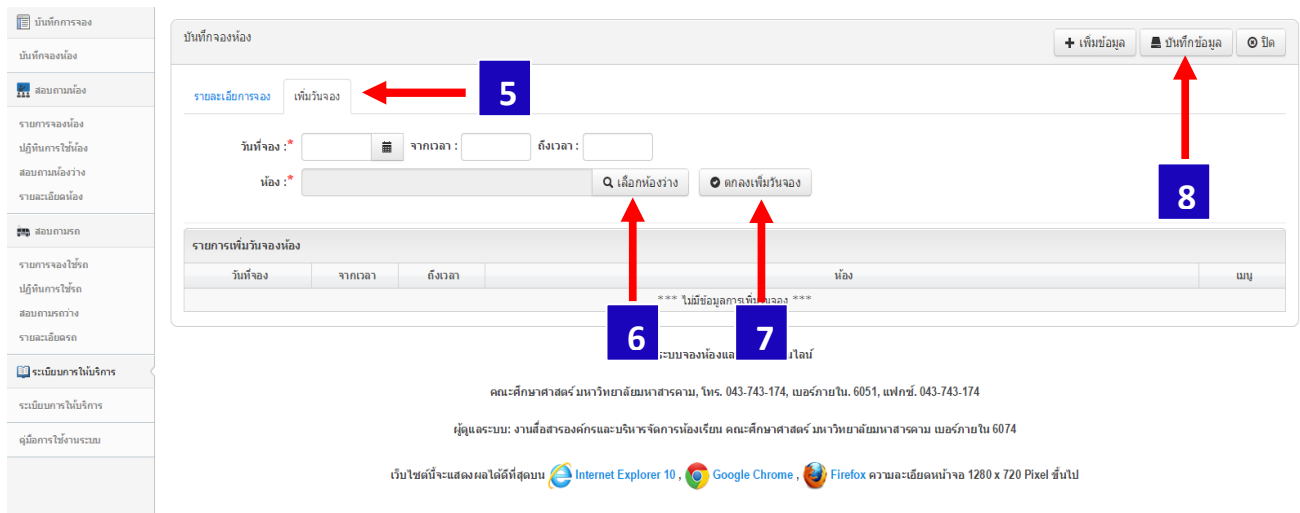 บันทึกการจอง
บันทึกจองห้อง
สอบถามห้อง
รายการจองห้อง
ปฏิทินการใช้ห้อง
สอบถามห้องว่าง
รายละเอียดห้อง
สอบถามรถ
รายการจองใช้รถ
ปฏิทินการใช้รถ
สอบถามรถว่าง
รายละเอียดรถ
ระเบียบการให้บริการ
ระเบียบการให้บริการ
คู่มือการใช้งานระบบ
บันทึกจองห้อง
เพิ่มข้อมูล บันทึกข้อมูล ปิด
รายละเอียดการจอง เพิ่มวันจอง 5
วันที่จอง :* จากเวลา : ถึงเวลา :
ห้อง :* เลือกห้องว่าง ตกลงเพิ่มวันจอง
8
รายการเพิ่มวันจองห้อง
วันที่จอง จากเวลา ถึงเวลา ห้อง เมนู
*** ไม่มีข้อมูลการเพิ่มวันจอง ***
6 7
ระบบจองห้องและ ไลน์
คณะศึกษาศาสตร์ มหาวิทยาลัยมหาสารคาม, โทร. 043-743-174, เบอร์ภายใน. 6051, แฟกซ์. 043-743-174
ผู้ดูแลระบบ: งานสื่อสารองค์กรและบริหารจัดการห้องเรียน คณะศึกษาศาสตร์ มหาวิทยาลัยมหาสารคาม เบอร์ภายใน 6074
เว็บไซต์นี้จะแสดงผลได้ดีที่สุดบน Internet Explorer 10 , Google Chrome , Firefox ความละเอียดหน้าจอ 1280 x 720 Pixel ขึ้นไป